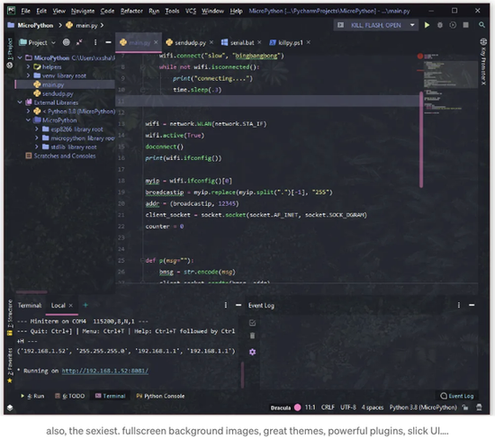 File Edit View Navigate Code Refactor Run Tools VCS Window Help MicroPython [...\PycharmProjects\MicroPython] - ...\main.py
MicroPython main.py KILL, FLASH, OPEN
Project main.py sendudp.py serial.bat killpy.ps1
MicroPython
helpers
venv library root
main.py
sendudp.py
External Libraries
MicroPython
esp8266 library root
micropython library root
stdlib library root
Scratches and Consoles
1: Project
wifi.connect("slow", "bingbangbong")
while not wifi.isconnected():
print("connecting....")
time.sleep(.3)
wifi = network.WLAN(network.STA_IF)
wifi.active(True)
doconnect()
print(wifi.ifconfig())
myip = wifi.ifconfig()[0]
broadcastip = myip.replace(myip.split(".")[-1], "255")
addr = (broadcastip, 12345)
client_socket = socket.socket(socket.AF_INET, socket.SOCK_DGRAM)
counter = 0
def p(msg=""):
bmsg = str.encode(msg)
Terminal: Local + Event Log
--- Miniterm on COM4 115200,8,N,1 ---
--- Quit: Ctrl+] | Menu: Ctrl+T | Help: Ctrl+T followed by Ctrl
+H ---
('192.168.1.52', '255.255.255.0', '192.168.1.1', '192.168.1.1')
* Running on http://192.168.1.52:8081/
Z: Structure
2: Favorites
4: Run 6: TODO Terminal Python Console Event Log
Dracula 11:1 CRLF UTF-8 4 spaces Python 3.8 (MicroPython)
also, the sexiest. fullscreen background images, great themes, powerful plugins, slick UI....